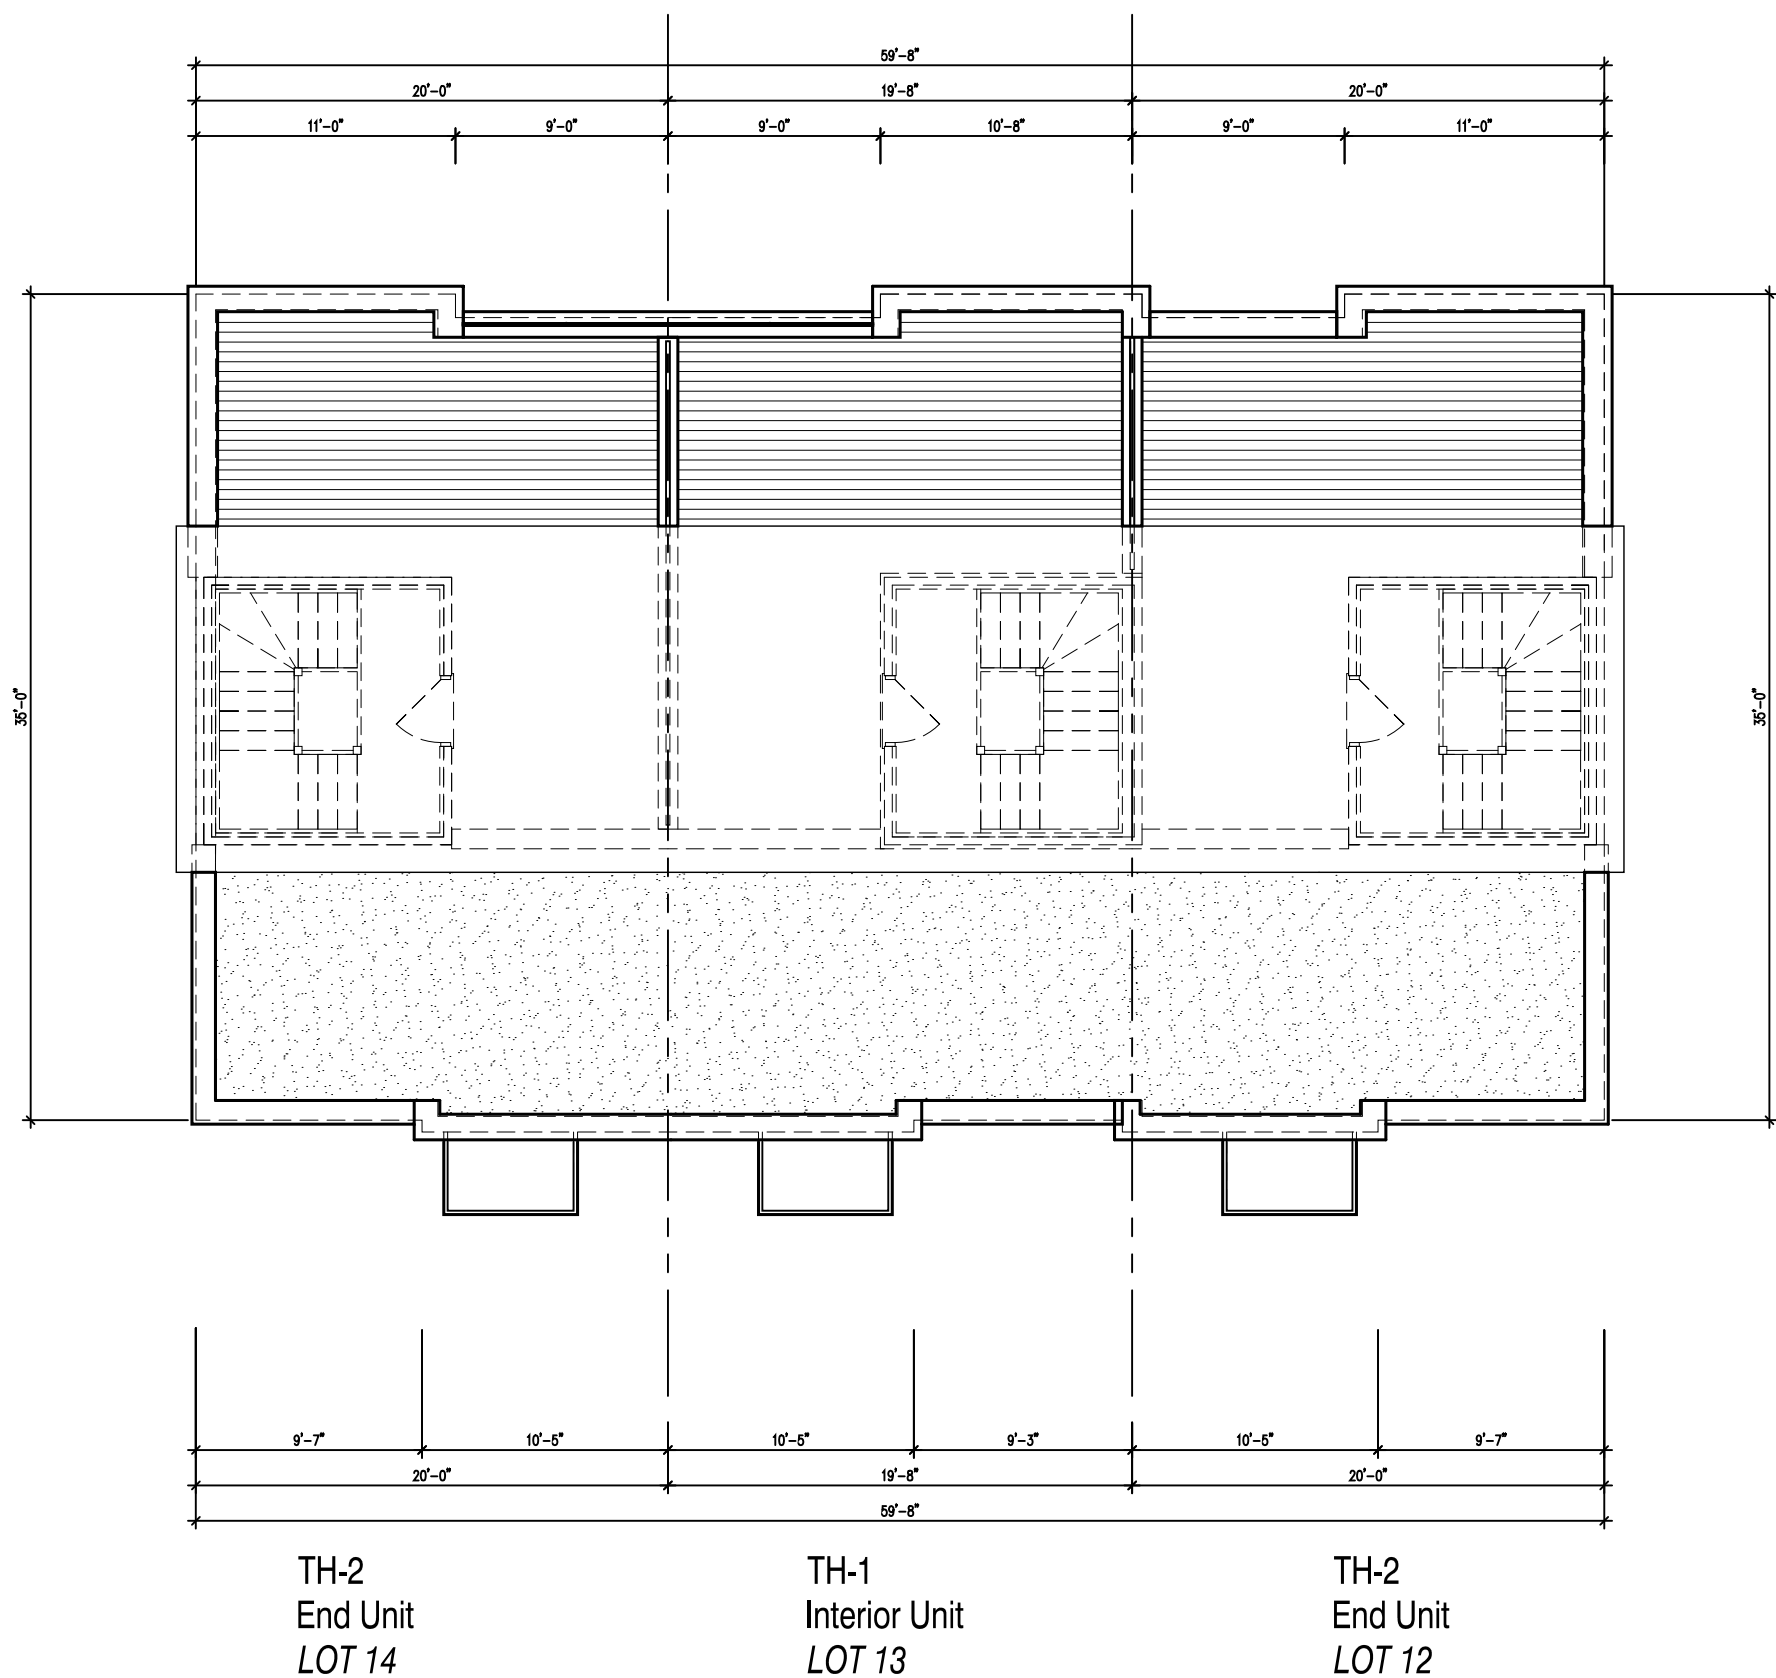 59'-8"
20'-0" 19'-8" 20'-0"
11'-0" 9'-0" 9'-0" 10'-8" 9'-0" 11'-0"
35'-0" 35'-0"
9'-7" 10'-5" 10'-5" 9'-3" 10'-5" 9'-7"
20'-0" 19'-8" 20'-0"
59'-8"
TH-2 TH-1 TH-2
End Unit Interior Unit End Unit
LOT 14 LOT 13 LOT 12